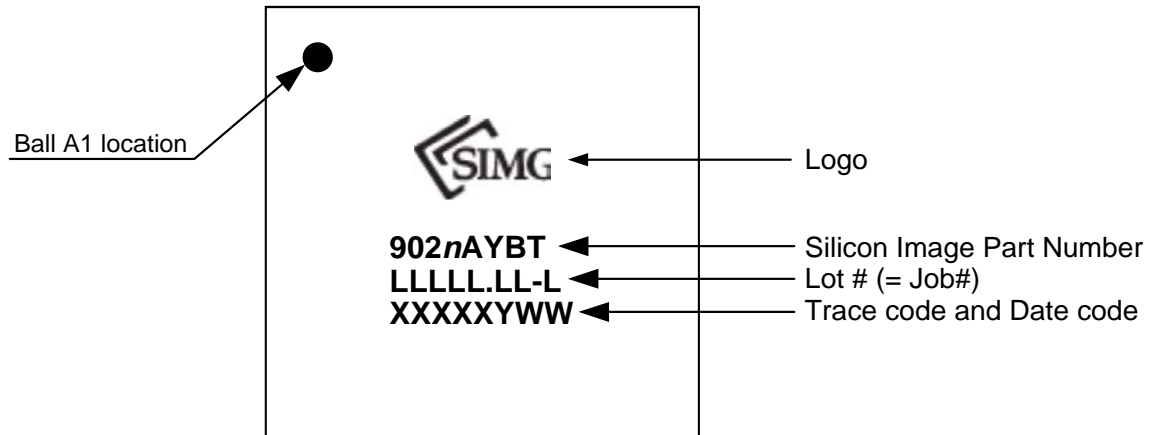 Ball A1 location
SIMG
Logo
902nAYBT
Silicon Image Part Number
LLLLL.LL-L
Lot # (= Job#)
XXXXXYWW
Trace code and Date code